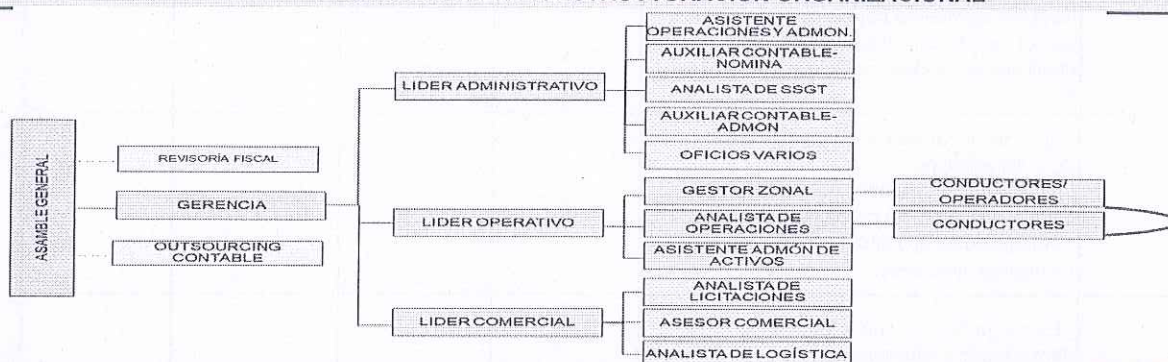 ORGANIZACIONAL
ASISTENTE
OPERACIONES Y ADMON.
AUXILIAR CONTABLE-
NOMINA
LIDER ADMINISTRATIVO
ANALISTA DE SSGT
AUXILIAR CONTABLE-
ADMÓN
OFICIOS VARIOS
ASAMBLE GENERAL
REVISORÍA FISCAL
GERENCIA
OUTSOURCING
CONTABLE
LIDER OPERATIVO
GESTOR ZONAL
CONDUCTORES/
OPERADORES
ANALISTA DE
OPERACIONES
CONDUCTORES
ASISTENTE ADMÓN DE
ACTIVOS
LIDER COMERCIAL
ANALISTA DE
LICITACIONES
ASESOR COMERCIAL
ANALISTA DE LOGÍSTICA